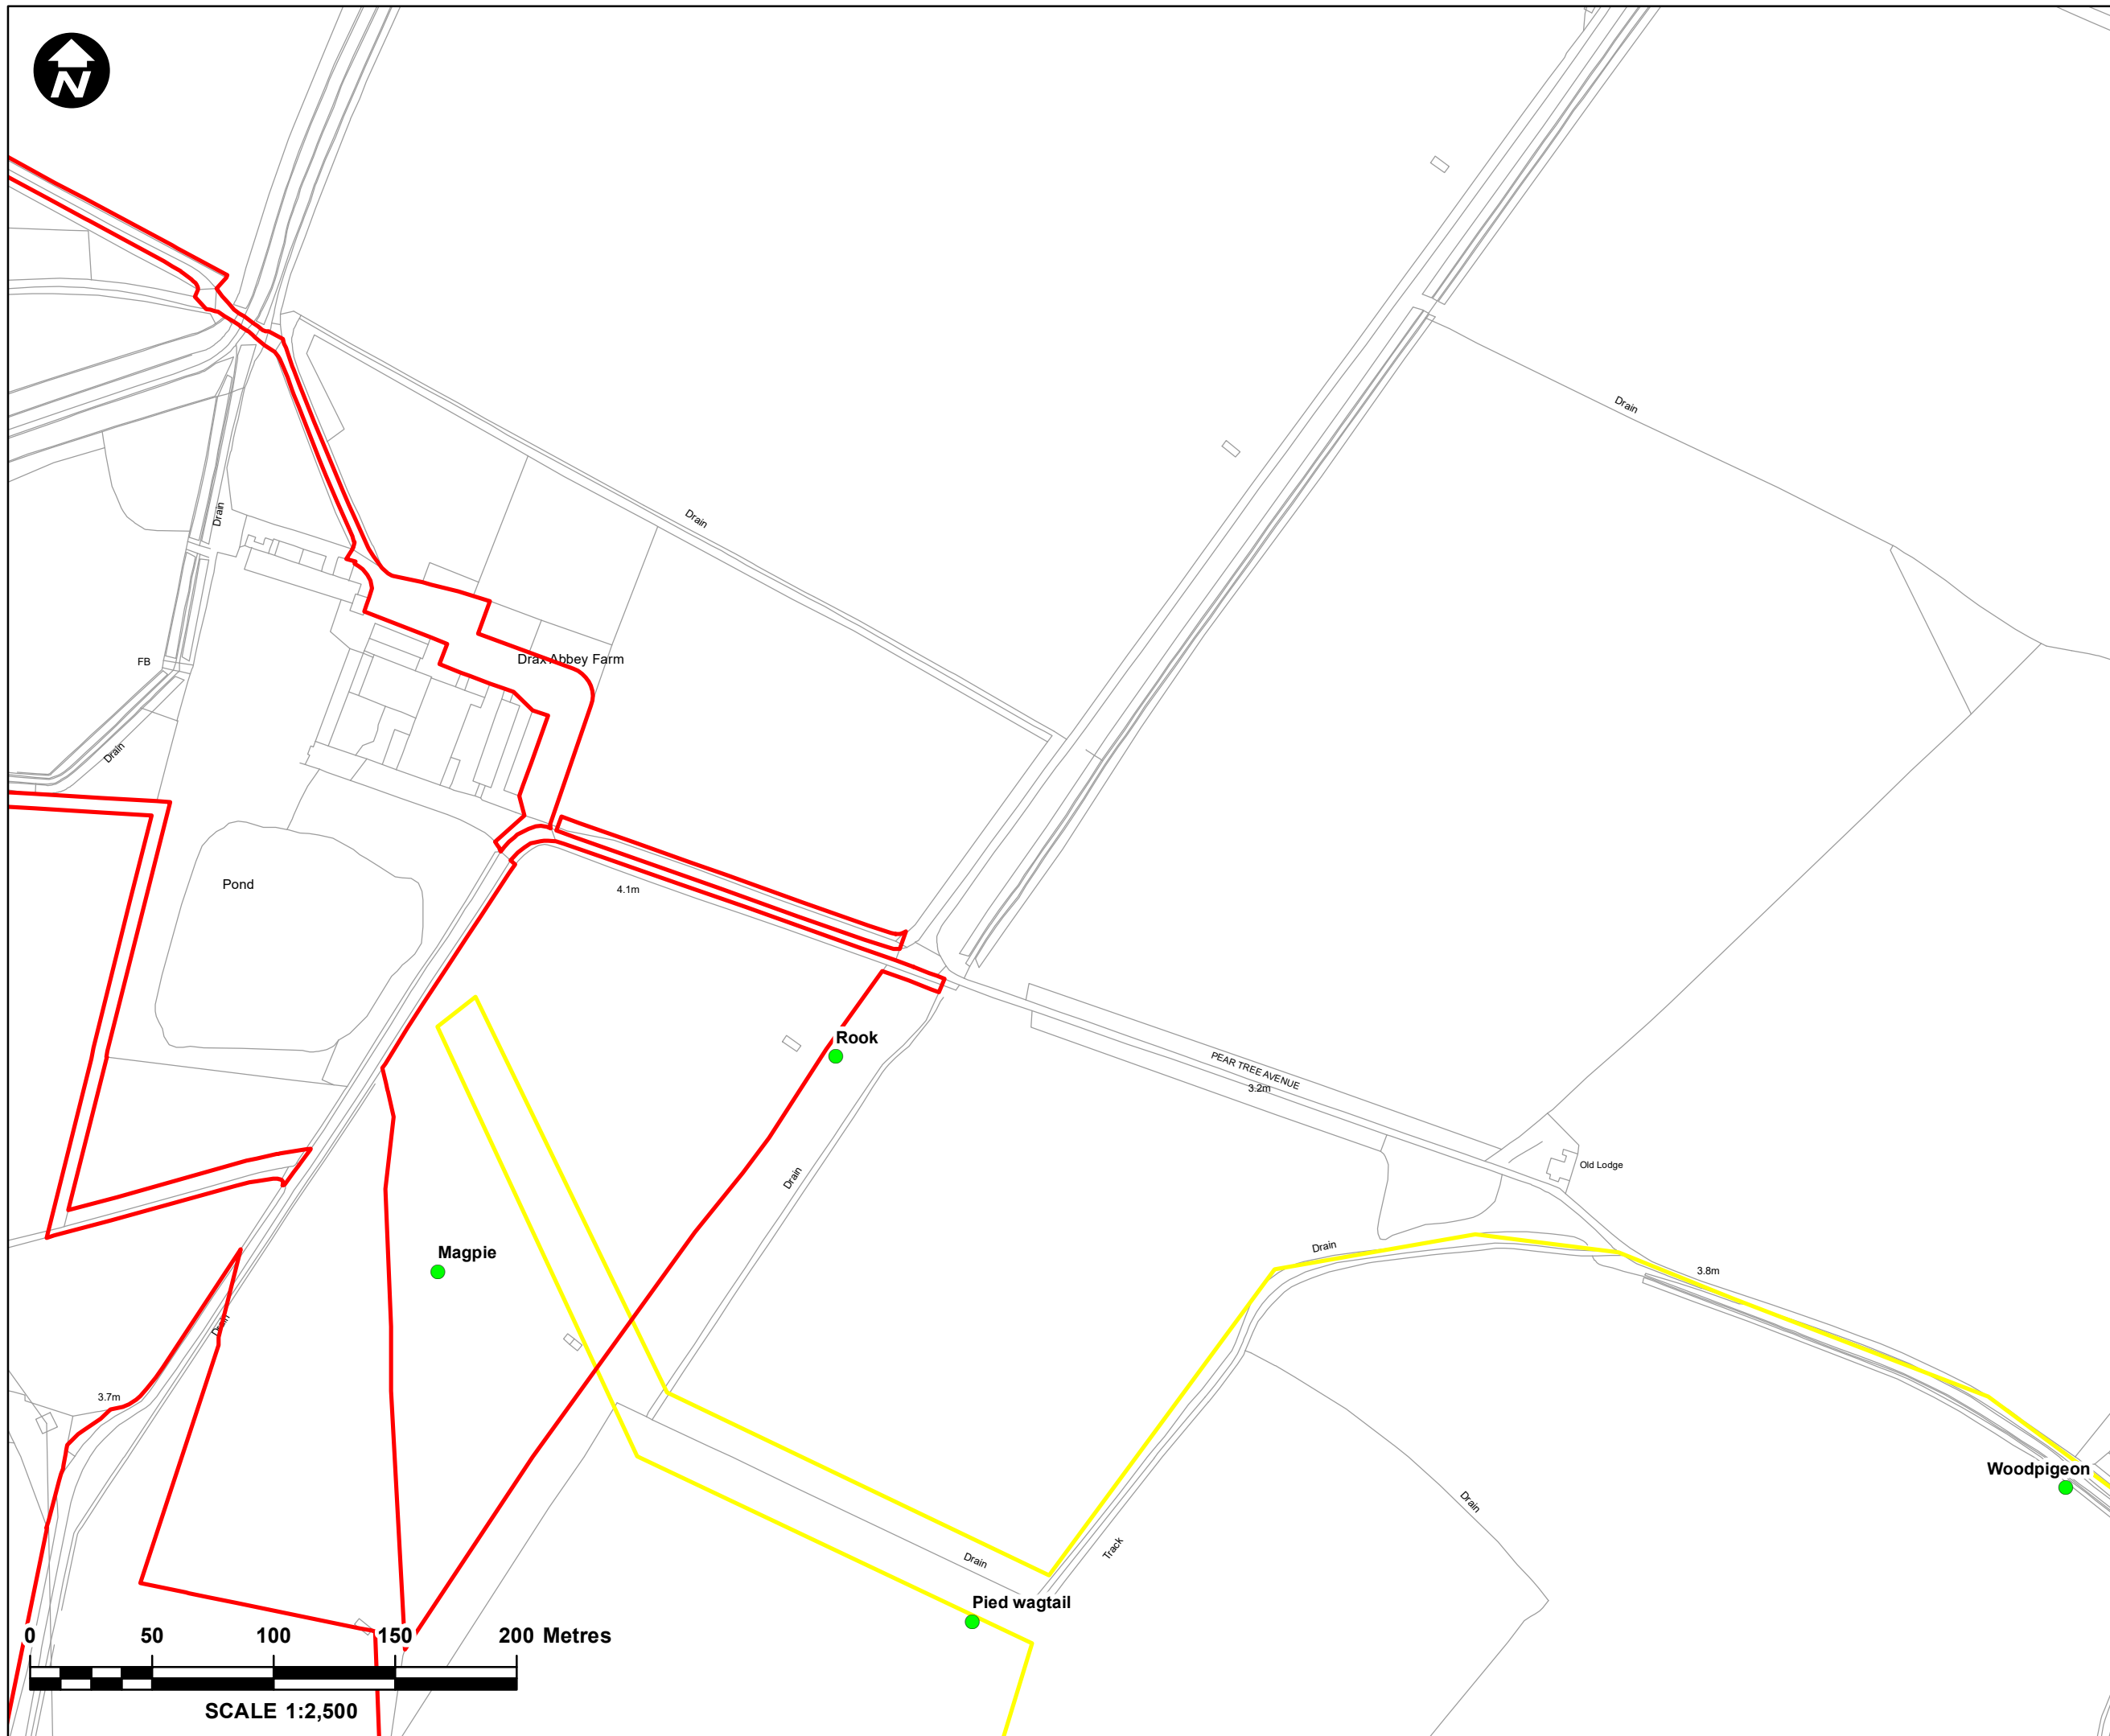 N
Drain
Drain
Drain
FB
Drax Abbey Farm
Drain
Pond
4.1m
Rook
PEAR TREE AVENUE
3.2m
Old Lodge
Drain
Magpie
Drain
3.8m
Drain
3.7m
Woodpigeon
Drain
Track
Drain
Pied wagtail
0 50 100 150 200 Metres
SCALE 1:2,500